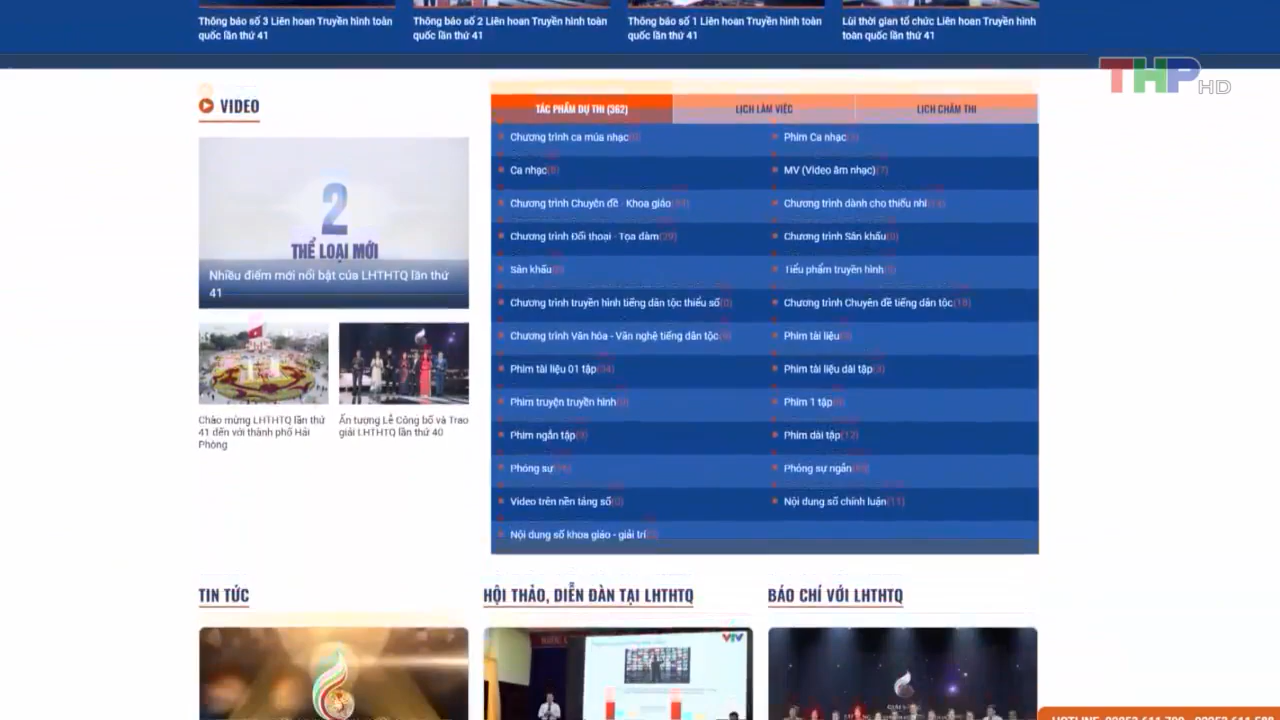 Thông báo số 3 Liên hoan Truyền hình toàn
quốc lần thứ 41
Thông báo số 2 Liên hoan Truyền hình toàn
quốc lần thứ 41
Thông báo số 1 Liên hoan Truyền hình toàn
quốc lần thứ 41
Lùi thời gian tổ chức Liên hoan Truyền hình
toàn quốc lần thứ 41
THP HD
VIDEO
2
THỂ LOẠI MỚI
Nhiều điểm mới nổi bật của LHTHTQ lần thứ
41
Chào mừng LHTHTQ lần thứ
41 đến với thành phố Hải
Phòng
Ấn tượng Lễ Công bố và Trao
giải LHTHTQ lần thứ 40
TÁC PHẨM DỰ THI (362)
LỊCH LÀM VIỆC
LỊCH CHẤM THI
Chương trình ca múa nhạc
Phim Ca nhạc
Ca nhạc
MV (Video âm nhạc)(7)
Chương trình Chuyên đề - Khoa giáo
Chương trình dành cho thiếu nhi
Chương trình Đối thoại - Tọa đàm(29)
Chương trình Sân khấu
Sân khấu
Tiểu phẩm truyền hình
Chương trình truyền hình tiếng dân tộc thiểu số(0)
Chương trình Chuyên đề tiếng dân tộc
Chương trình Văn hóa - Văn nghệ tiếng dân tộc
Phim tài liệu
Phim tài liệu 01 tập
Phim tài liệu dài tập
Phim truyện truyền hình
Phim 1 tập
Phim ngắn tập
Phim dài tập(12)
Phóng sự
Phóng sự ngắn
Video trên nền tảng số(0)
Nội dung số chính luận(11)
Nội dung số khoa giáo - giải trí
TIN TỨC
HỘI THẢO, DIỄN ĐÀN TẠI LHTHTQ
BÁO CHÍ VỚI LHTHTQ
VTV